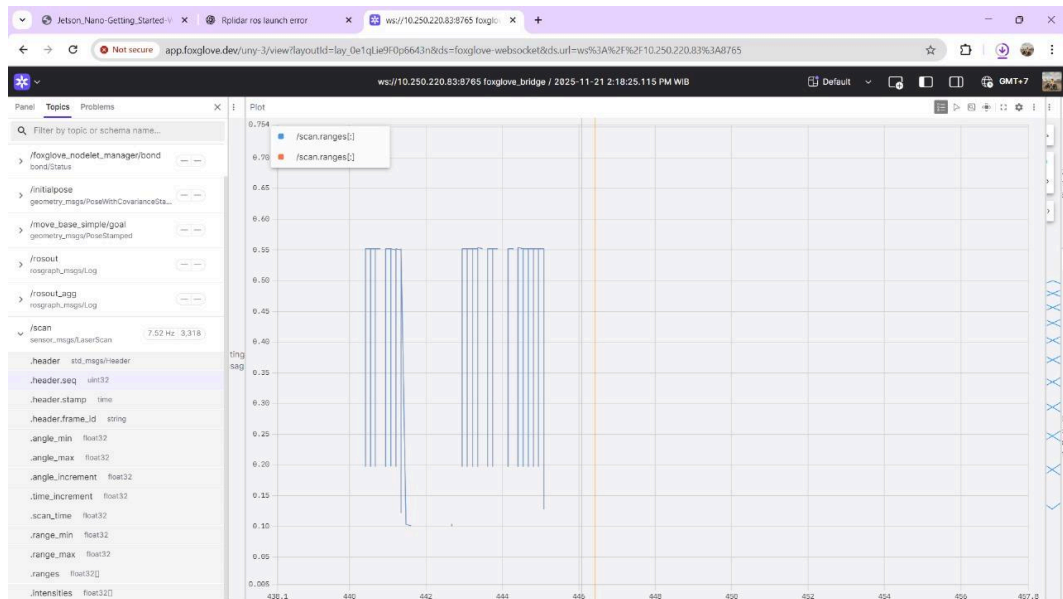 Jetson_Nano-Getting_Started-V
Rplidar ros launch error
ws://10.250.220.83:8765 foxglo
Not secure
app.foxglove.dev/uny-3/view?layoutId=lay_0e1qLie9F0p6643n&ds=foxglove-websocket&ds.url=ws%3A%2F%2F10.250.220.83%3A8765
ws://10.250.220.83:8765 foxglove_bridge / 2025-11-21 2:18:25.115 PM WIB
Default
GMT+7
Panel Topics Problems
Filter by topic or schema name...
/foxglove_nodelet_manager/bond
bond/Status
/initialpose
geometry_msgs/PoseWithCovarianceSta...
/move_base_simple/goal
geometry_msgs/PoseStamped
/rosout
rosgraph_msgs/Log
/rosout_agg
rosgraph_msgs/Log
/scan
sensor_msgs/LaserScan
7.52 Hz 3,318
.header std_msgs/Header
.header.seq uint32
.header.stamp time
.header.frame_id string
.angle_min float32
.angle_max float32
.angle_increment float32
.time_increment float32
.scan_time float32
.range_min float32
.range_max float32
.ranges float32[]
.intensities float32[]
ting
sag
Plot
/scan.ranges[:]
/scan.ranges[:]
0.754
0.70
0.65
0.60
0.55
0.50
0.45
0.40
0.35
0.30
0.25
0.20
0.15
0.10
0.05
0.005
438.1 440 442 444 446 448 450 452 454 456 457.8